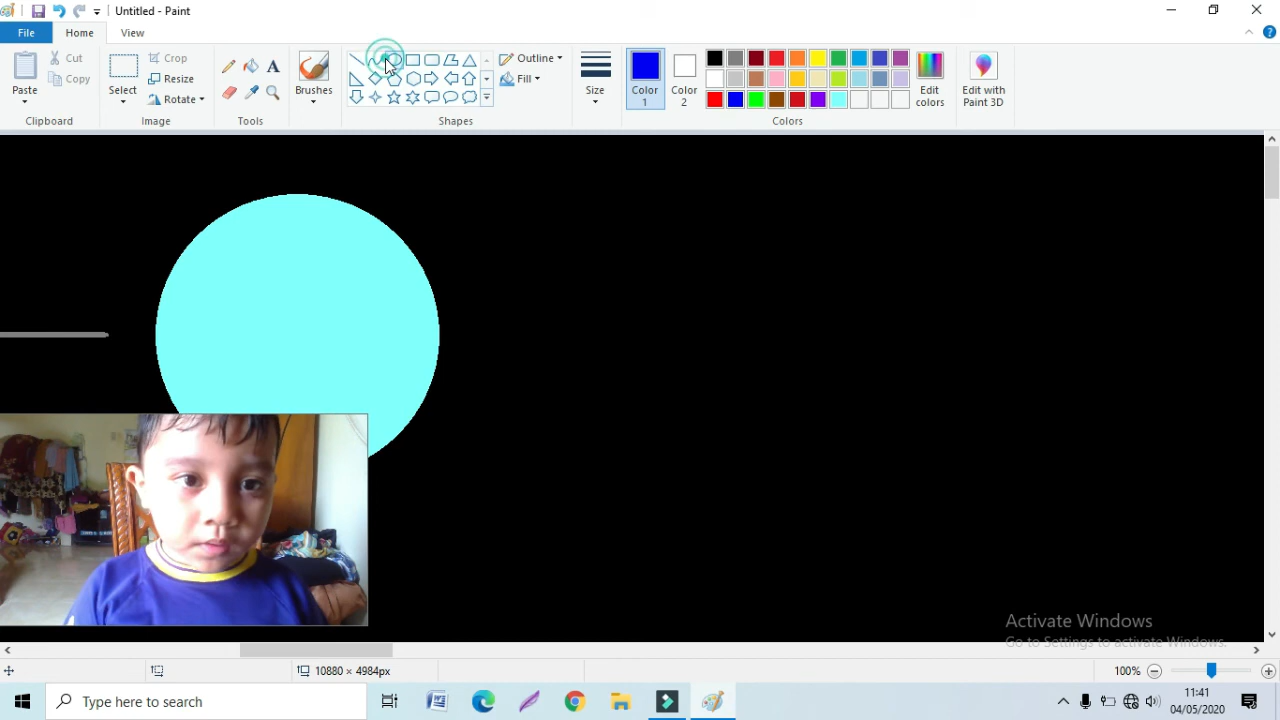 Untitled - Paint
File Home View
Paste
Cut
Copy
Clipboard
Select
Crop
Resize
Rotate
Image
A
Tools
Brushes
Shapes
Outline
Fill
Size
Color 1
Color 2
Colors
Edit colors
Edit with Paint 3D
Activate Windows
Go to Settings to activate Windows.
10880 × 4984px
100%
Type here to search
11:41
04/05/2020